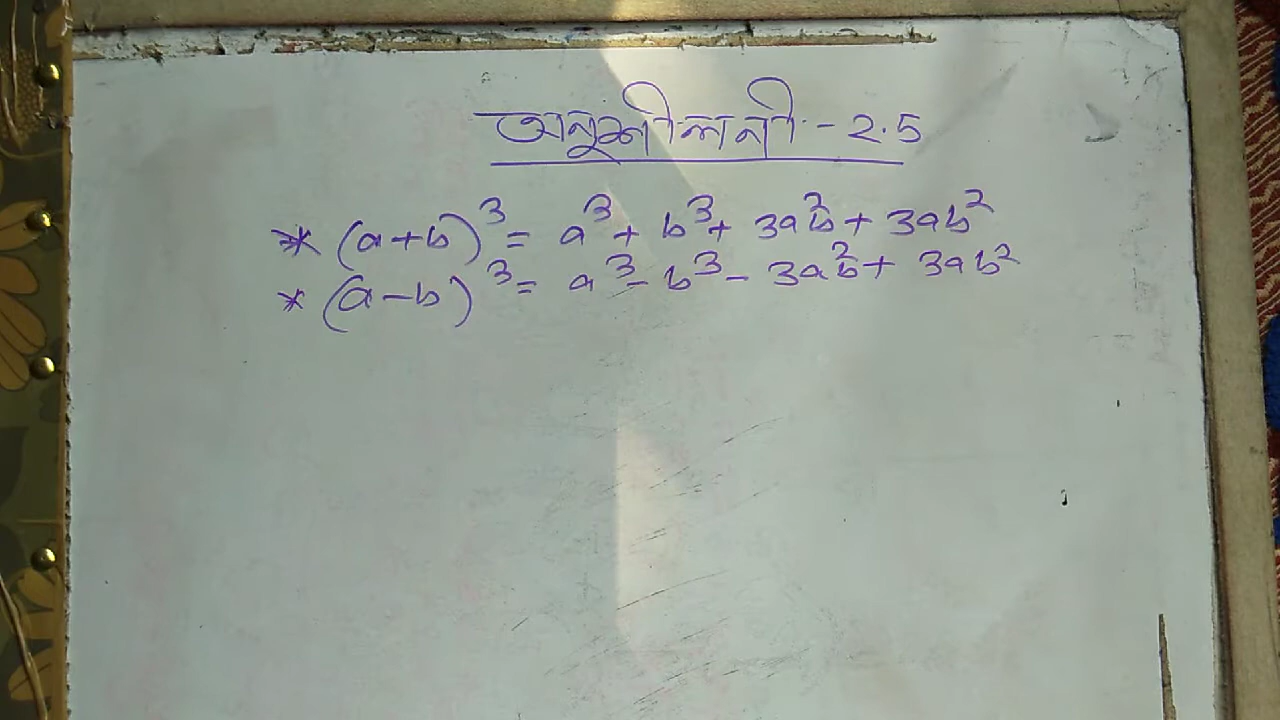 অনুশীলনী - 2.5
* (a+b)³ = a³ + b³ + 3a²b + 3ab²
* (a-b)³ = a³ - b³ - 3a²b + 3ab²